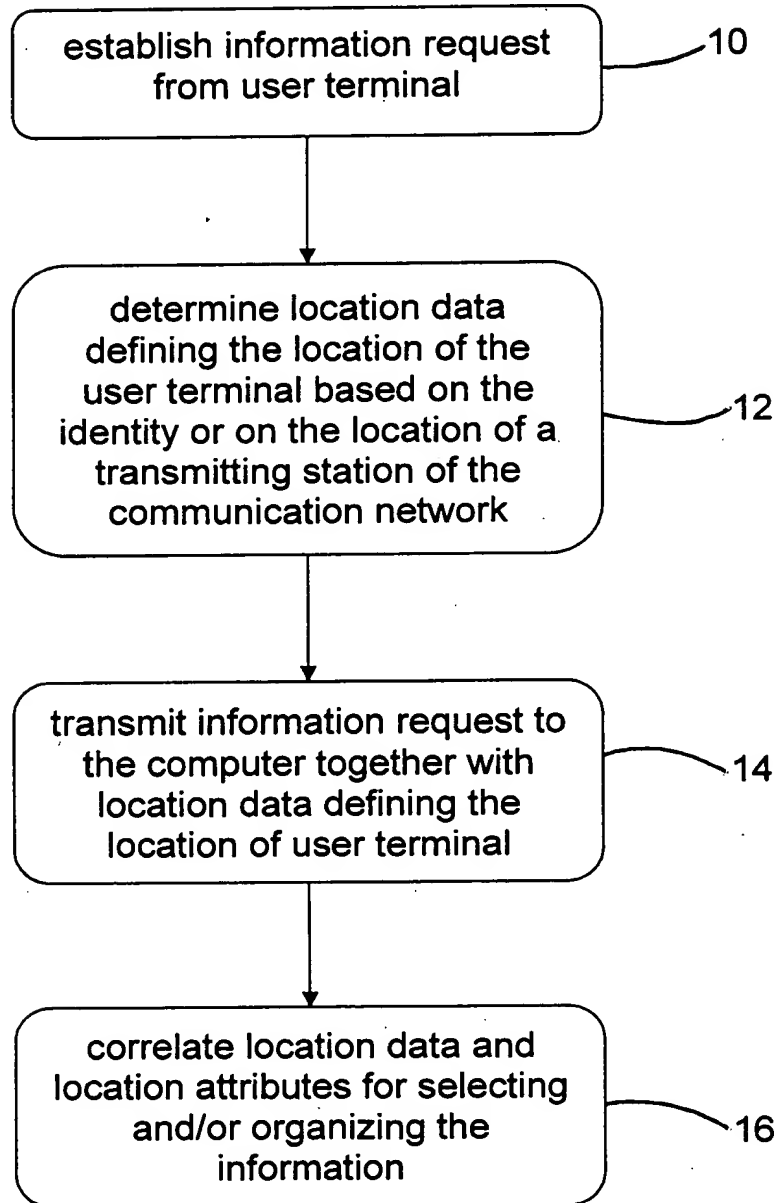 establish information request
from user terminal
10
determine location data
defining the location of the
user terminal based on the
identity or on the location of a
transmitting station of the
communication network
12
transmit information request to
the computer together with
location data defining the
location of user terminal
14
correlate location data and
location attributes for selecting
and/or organizing the
information
16